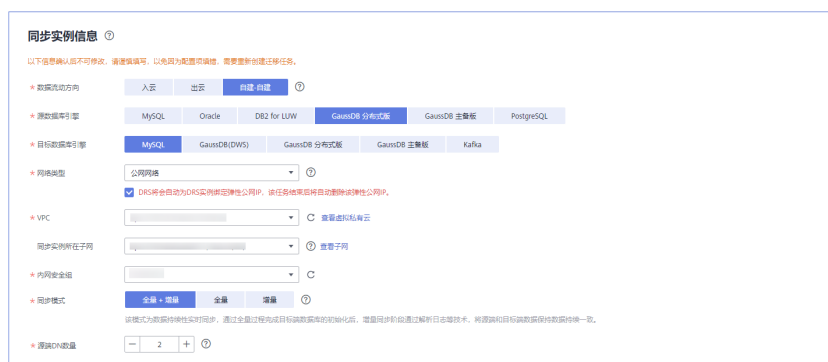 同步实例信息
以下信息确认后不可修改，请谨慎填写，以免因为配置项填错，需要重新创建迁移任务。
* 数据流动方向 入云 出云 自建-自建
* 源数据库引擎 MySQL Oracle DB2 for LUW GaussDB 分布式版 GaussDB 主备版 PostgreSQL
* 目标数据库引擎 MySQL GaussDB(DWS) GaussDB 分布式版 GaussDB 主备版 Kafka
* 网络类型 公网网络
DRS将会自动为DRS实例绑定弹性公网IP，该任务结束后将自动删除该弹性公网IP。
* VPC 查看虚拟私有云
同步实例所在子网 查看子网
* 内网安全组
* 同步模式 全量 + 增量 全量 增量
该模式为数据持续性实时同步，通过全量过程完成目标端数据库的初始化后，增量同步阶段通过解析日志等技术，将源端和目标端数据保持数据持续一致。
* 源端DN数量 2